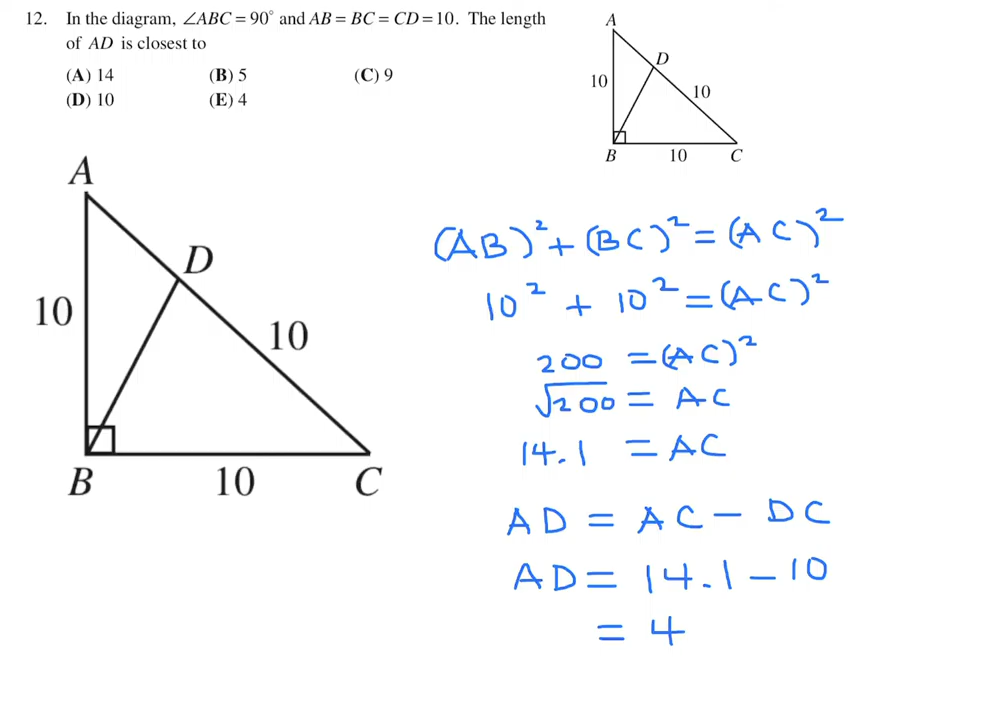 12. In the diagram, ∠ABC = 90° and AB = BC = CD = 10. The length
of AD is closest to
(A) 14 (B) 5 (C) 9
(D) 10 (E) 4
A
D
10
10
B
10
C
A
D
10
10
B
10
C
(AB)² + (BC)² = (AC)²
10² + 10² = (AC)²
200 = (AC)²
√200 = AC
14.1 = AC
AD = AC - DC
AD = 14.1 - 10
= 4